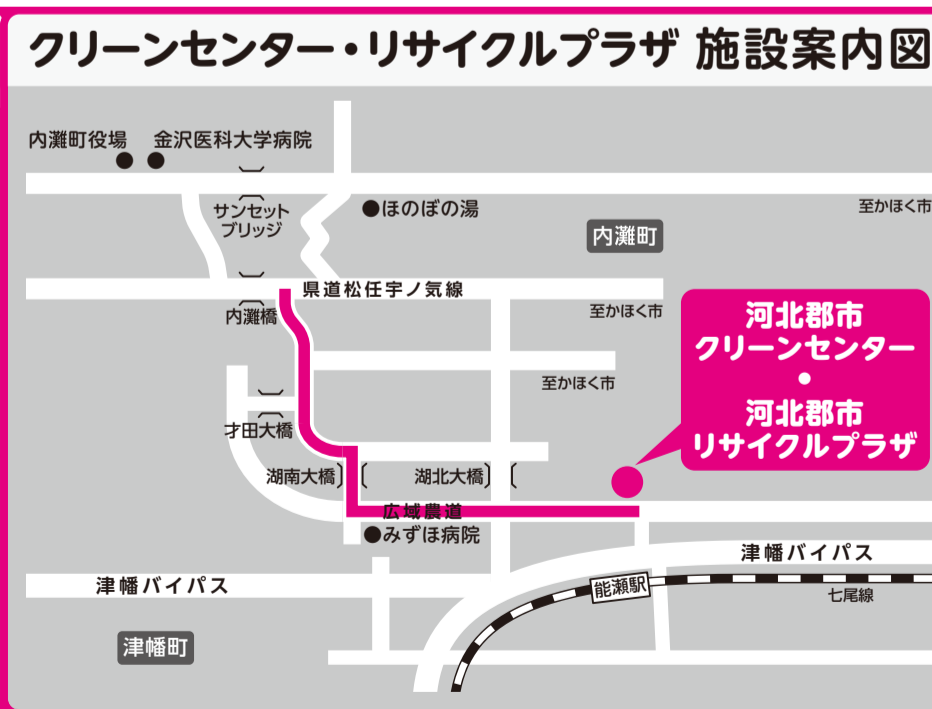 クリーンセンター・リサイクルプラザ 施設案内図
内灘町役場
金沢医科大学病院
サンセット
ブリッジ
●ほのぼの湯
至かほく市
内灘町
県道松任宇ノ気線
内灘橋
至かほく市
河北郡市
クリーンセンター
・
河北郡市
リサイクルプラザ
至かほく市
才田大橋
湖南大橋
湖北大橋
広域農道
●みずほ病院
津幡バイパス
津幡バイパス
能瀬駅
七尾線
津幡町